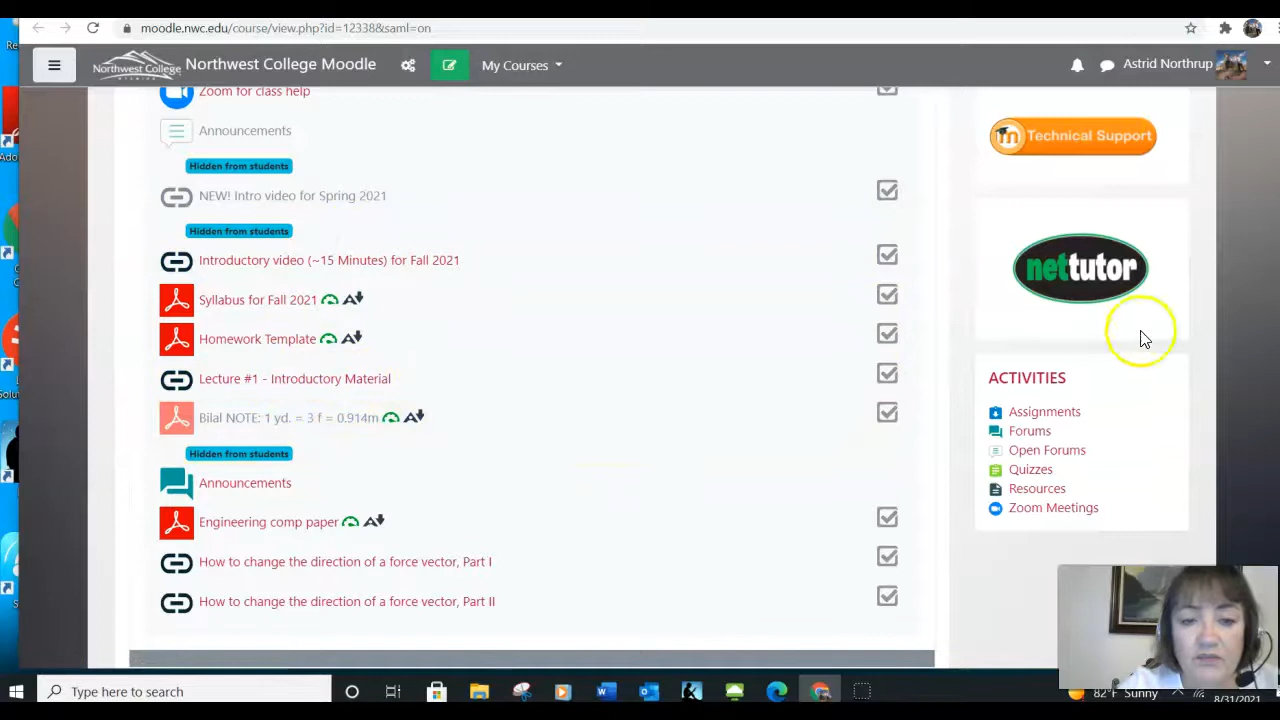 moodle.nwc.edu/course/view.php?id=12338&saml=on
Northwest College
WYOMING
Northwest College Moodle
My Courses
Astrid Northrup
Zoom for class help
Announcements
Hidden from students
NEW! Intro video for Spring 2021
Hidden from students
Introductory video (~15 Minutes) for Fall 2021
Syllabus for Fall 2021
Homework Template
Lecture #1 - Introductory Material
Bilal NOTE: 1 yd. = 3 f = 0.914m
Hidden from students
Announcements
Engineering comp paper
How to change the direction of a force vector, Part I
How to change the direction of a force vector, Part II
Technical Support
nettutor
ACTIVITIES
Assignments
Forums
Open Forums
Quizzes
Resources
Zoom Meetings
Type here to search
82°F Sunny
8/31/2021